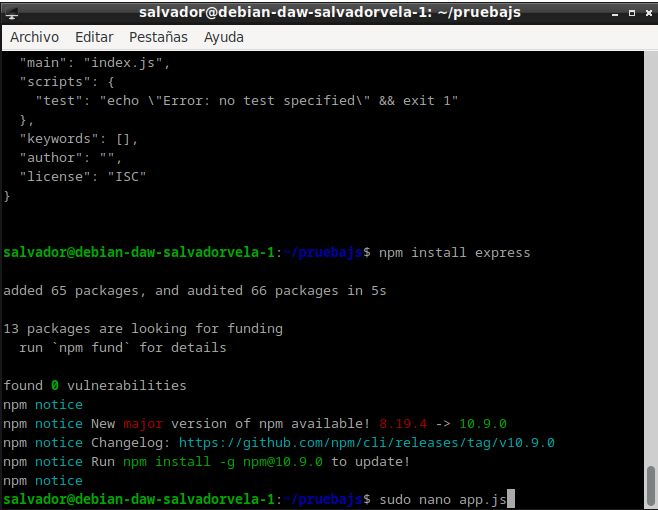 salvador@debian-daw-salvadorvela-1: ~/pruebajs
Archivo Editar Pestañas Ayuda
"main": "index.js",
"scripts": {
"test": "echo \"Error: no test specified\" && exit 1"
},
"keywords": [],
"author": "",
"license": "ISC"
}
salvador@debian-daw-salvadorvela-1:~/pruebajs$ npm install express
added 65 packages, and audited 66 packages in 5s
13 packages are looking for funding
run `npm fund` for details
found 0 vulnerabilities
npm notice
npm notice New major version of npm available! 8.19.4 -> 10.9.0
npm notice Changelog: https://github.com/npm/cli/releases/tag/v10.9.0
npm notice Run npm install -g npm@10.9.0 to update!
npm notice
salvador@debian-daw-salvadorvela-1:~/pruebajs$ sudo nano app.js